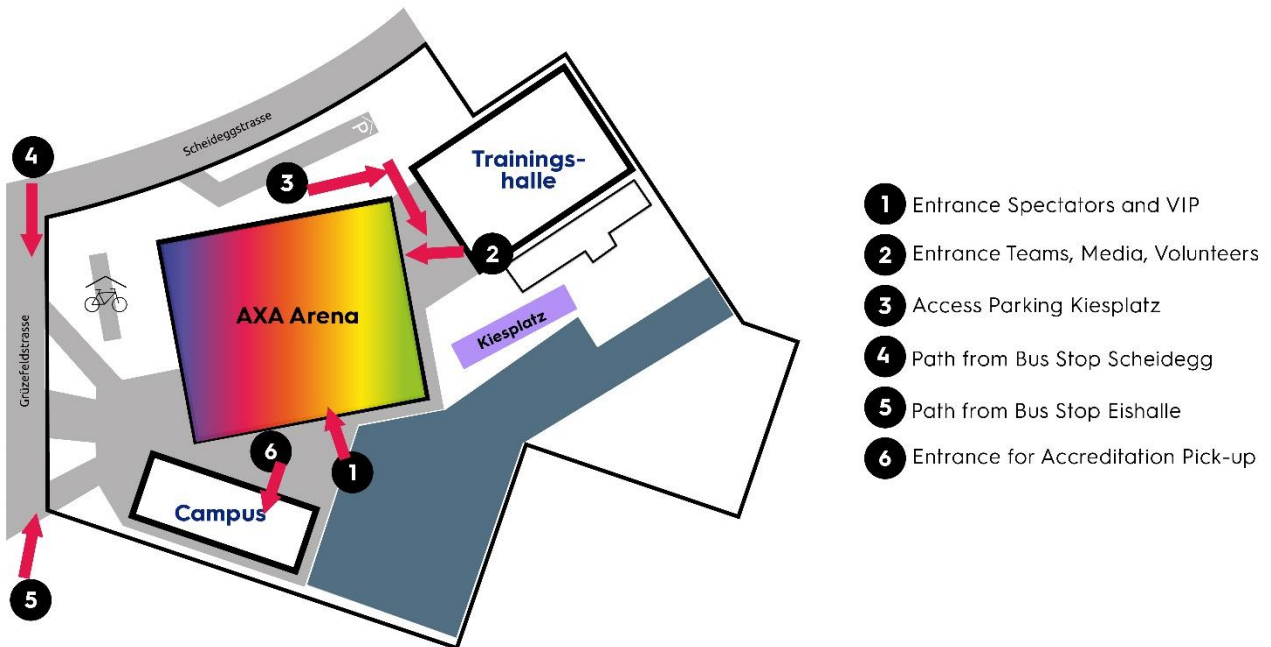 Scheideggstrasse
P
4
3
Trainings-
halle
2
AXA Arena
Kiesplatz
Grüzefeldstrasse
6
1
Campus
5
1 Entrance Spectators and VIP
2 Entrance Teams, Media, Volunteers
3 Access Parking Kiesplatz
4 Path from Bus Stop Scheidegg
5 Path from Bus Stop Eishalle
6 Entrance for Accreditation Pick-up